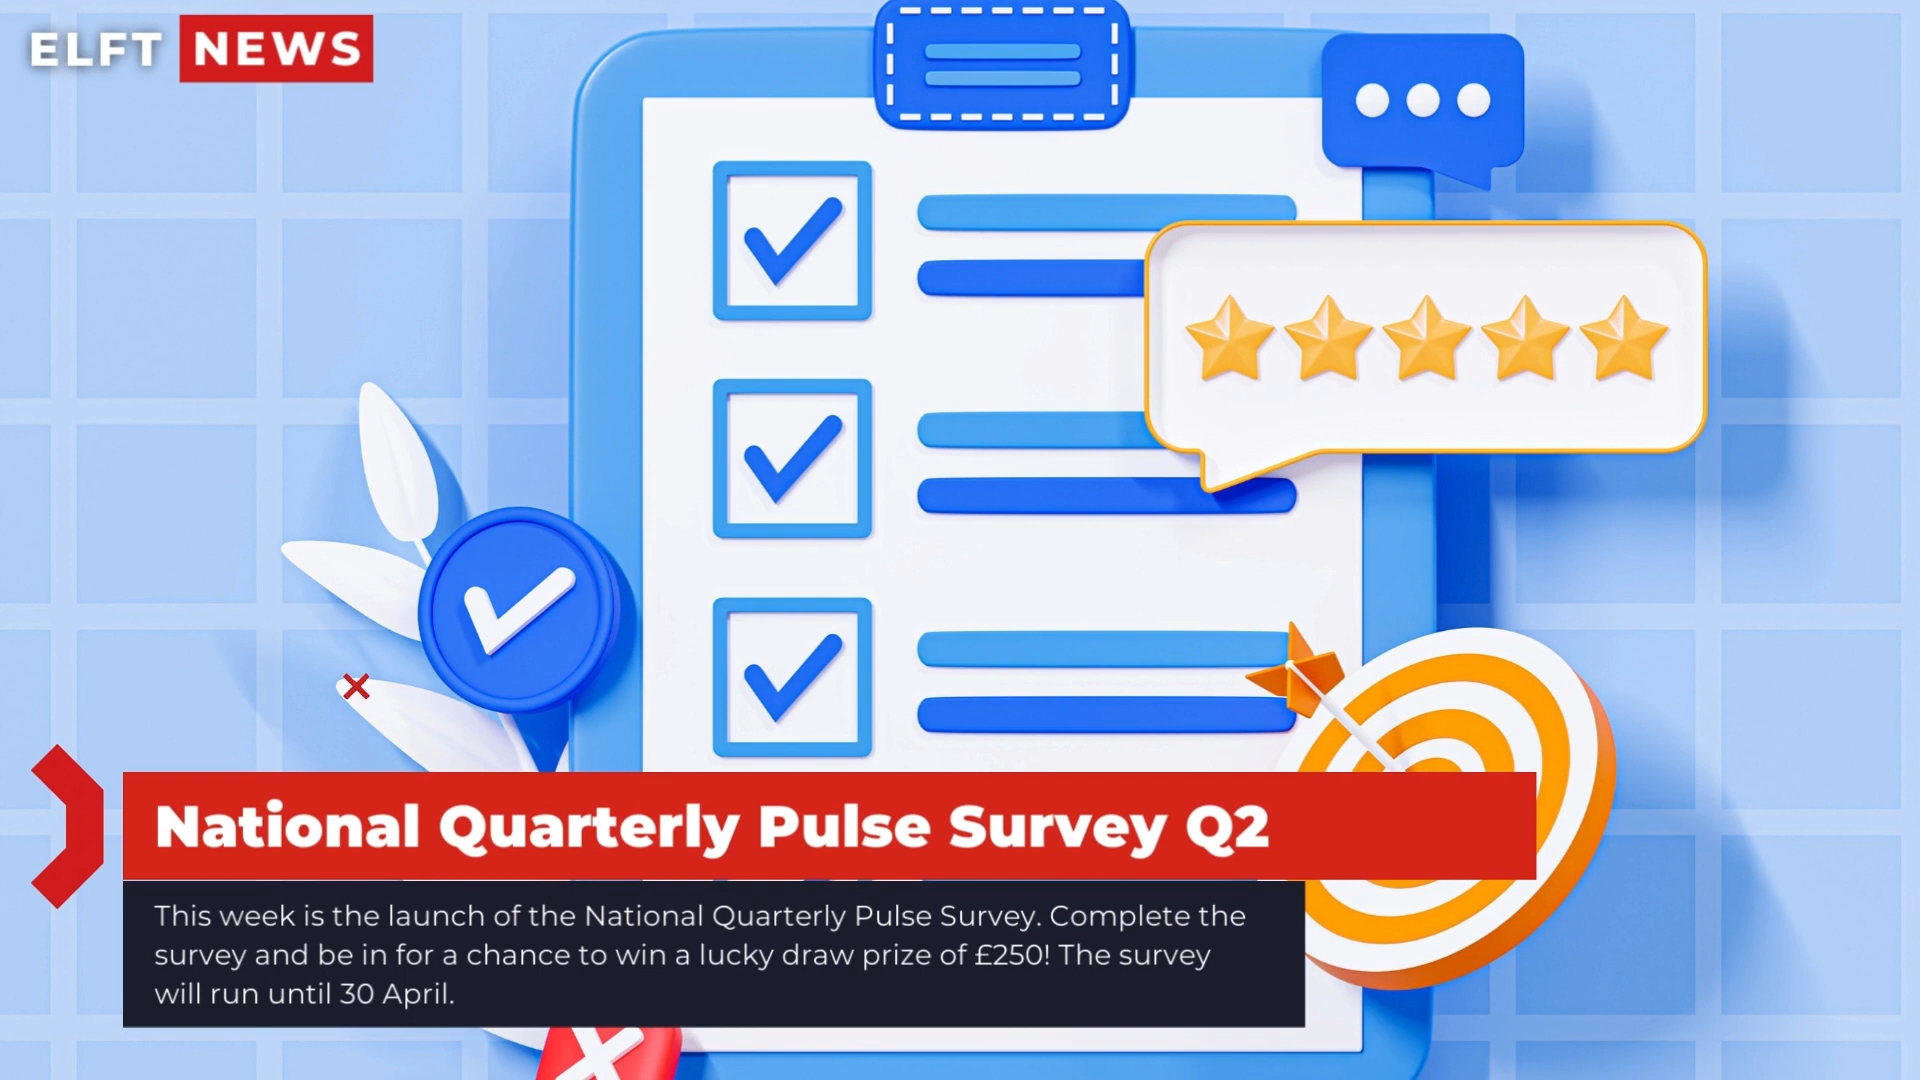 ELFT NEWS
National Quarterly Pulse Survey Q2
This week is the launch of the National Quarterly Pulse Survey. Complete the
survey and be in for a chance to win a lucky draw prize of £250! The survey
will run until 30 April.